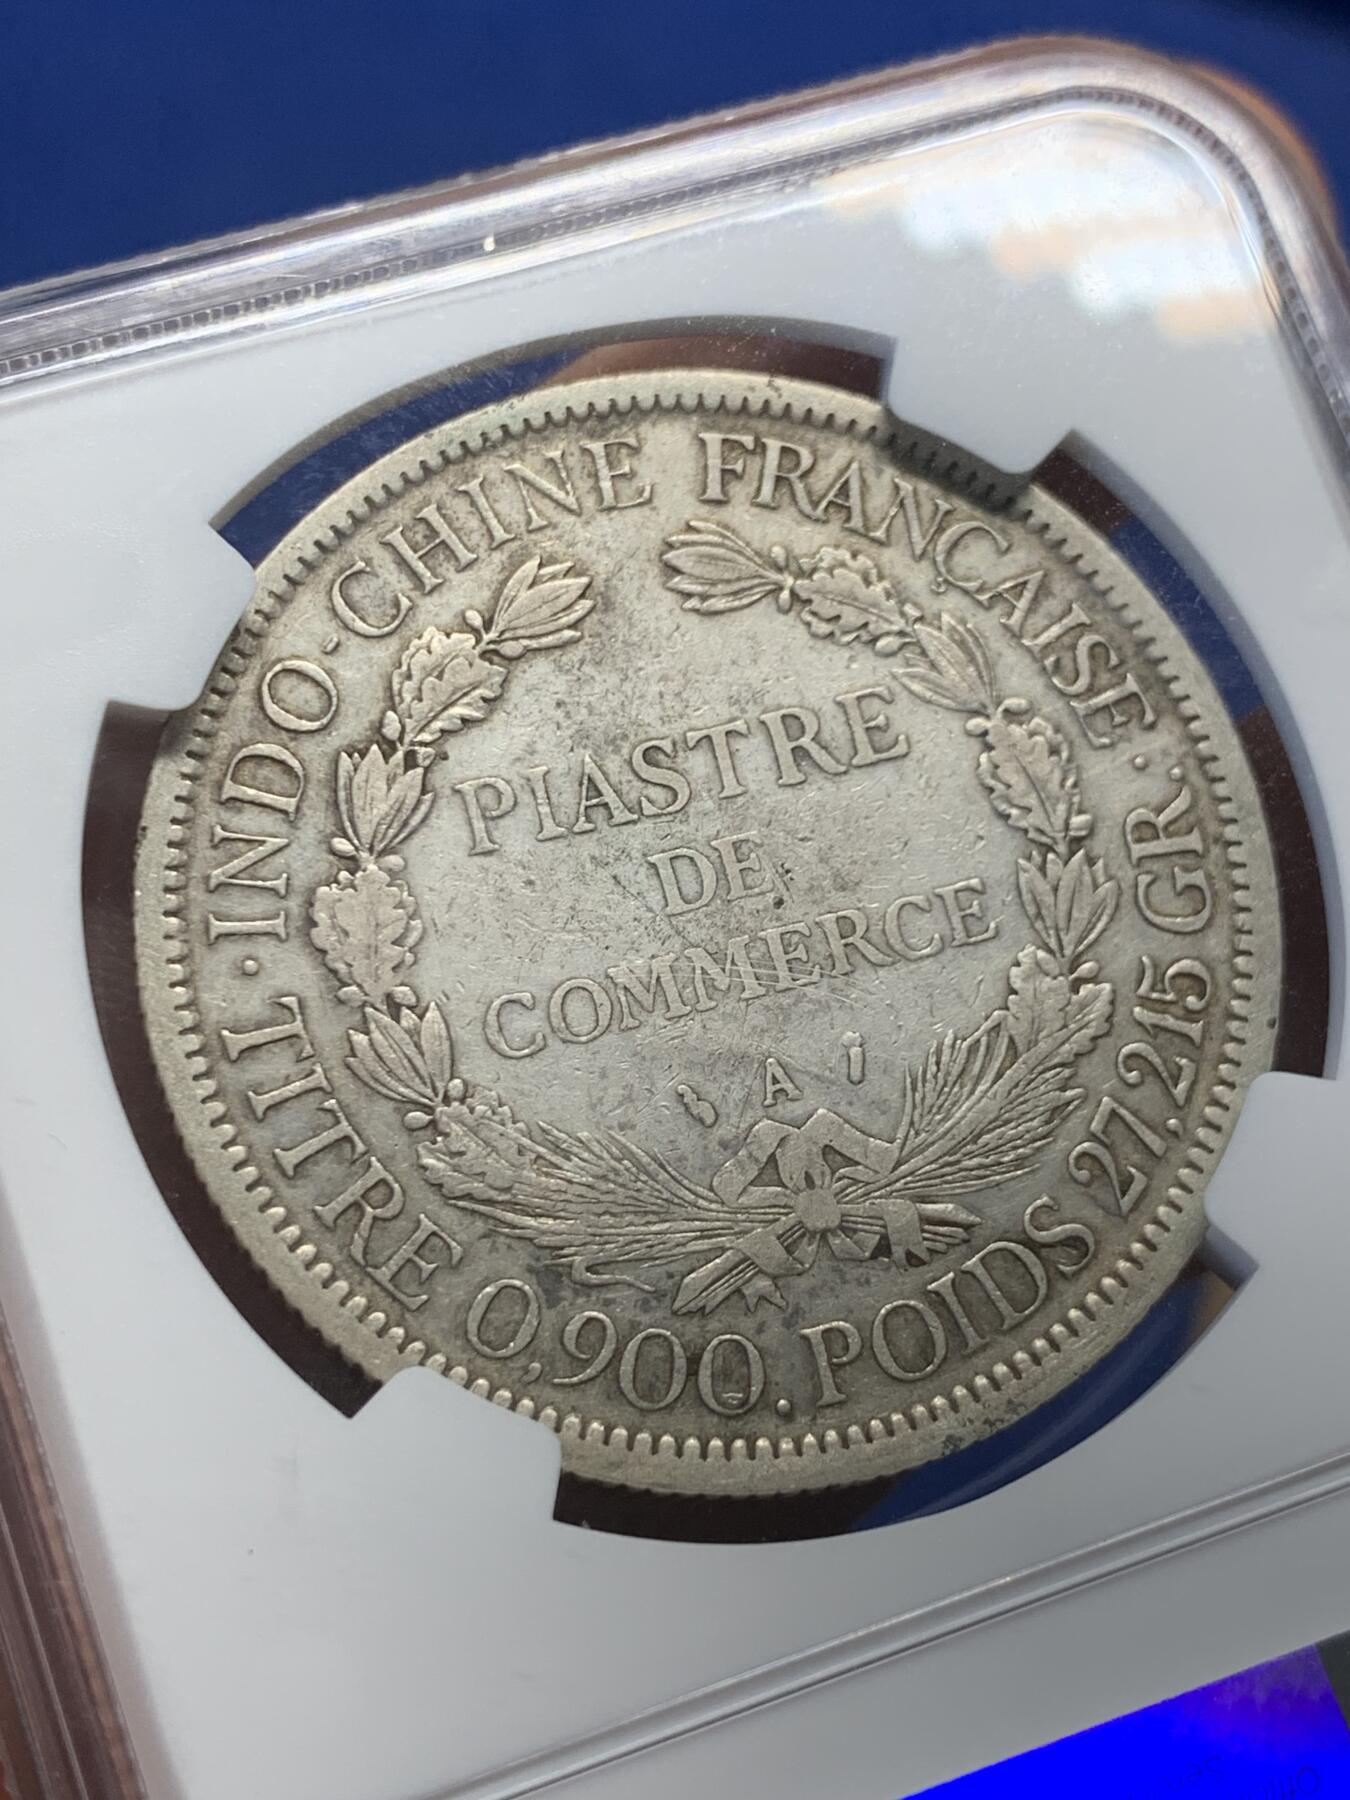 · INDO-CHINE FRANÇAISE ·
TITRE 0,900. POIDS 27,215 GR.
PIASTRE
DE
COMMERCE
A